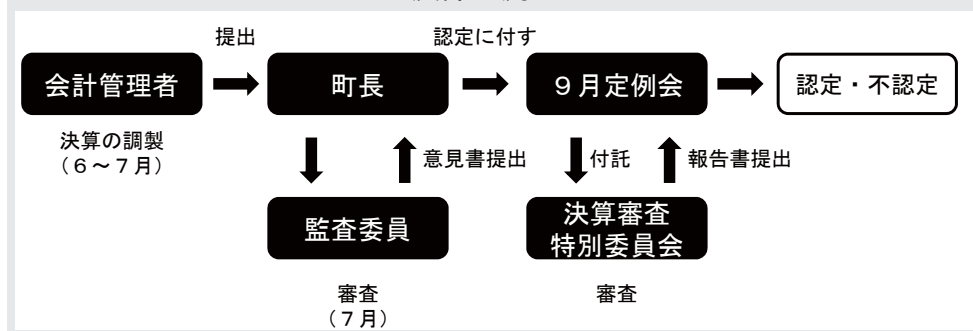 提出
認定に付す
会計管理者
町長
９月定例会
認定・不認定
決算の調製
（６～７月）
意見書提出
付託
報告書提出
監査委員
決算審査
特別委員会
審査
（７月）
審査